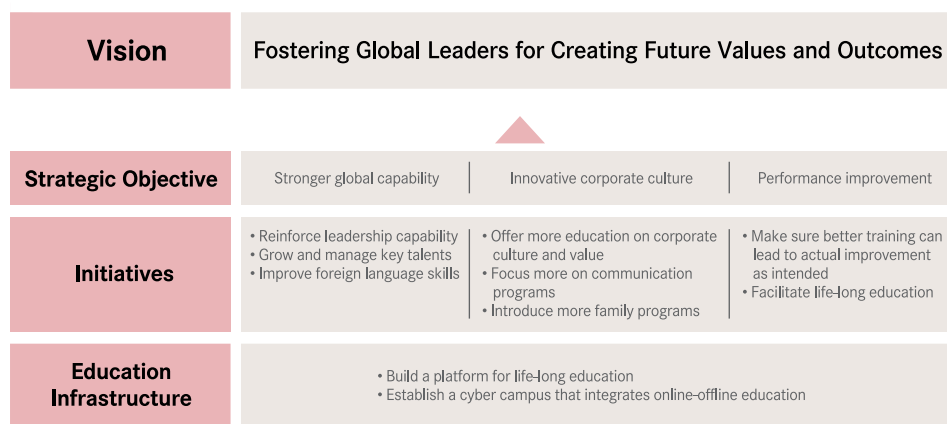 Vision
Fostering Global Leaders for Creating Future Values and Outcomes
Strategic Objective
Stronger global capability
Innovative corporate culture
Performance improvement
Initiatives
• Reinforce leadership capability
• Grow and manage key talents
• Improve foreign language skills
• Offer more education on corporate
culture and value
• Focus more on communication
programs
• Introduce more family programs
• Make sure better training can
lead to actual improvement
as intended
• Facilitate life-long education
Education
Infrastructure
• Build a platform for life-long education
• Establish a cyber campus that integrates online-offline education